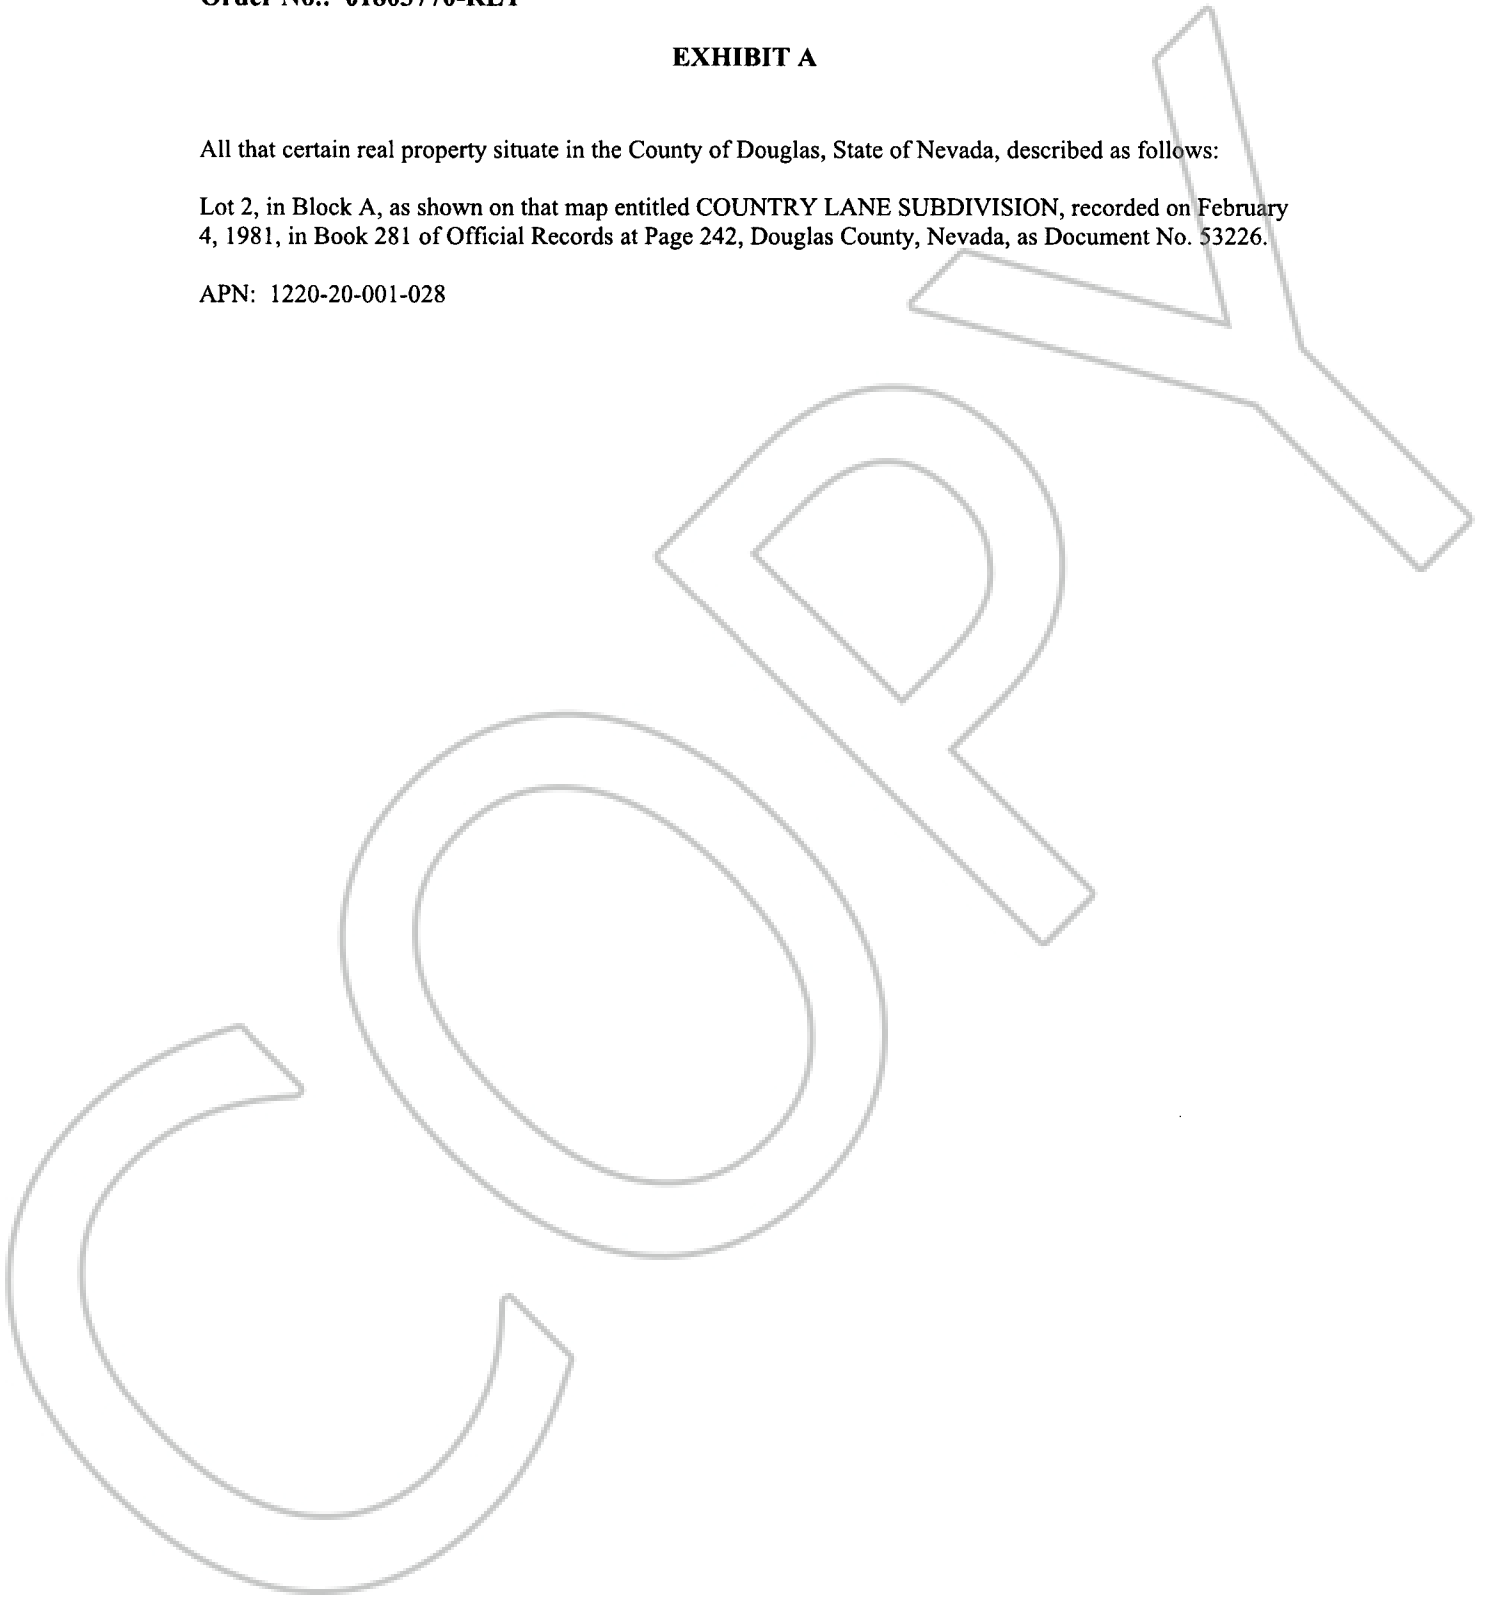 Order No.:
EXHIBIT A
All that certain real property situate in the County of Douglas, State of Nevada, described as follows:
Lot 2, in Block A, as shown on that map entitled COUNTRY LANE SUBDIVISION, recorded on February
4, 1981, in Book 281 of Official Records at Page 242, Douglas County, Nevada, as Document No. 53226.
APN: 1220-20-001-028
COPY